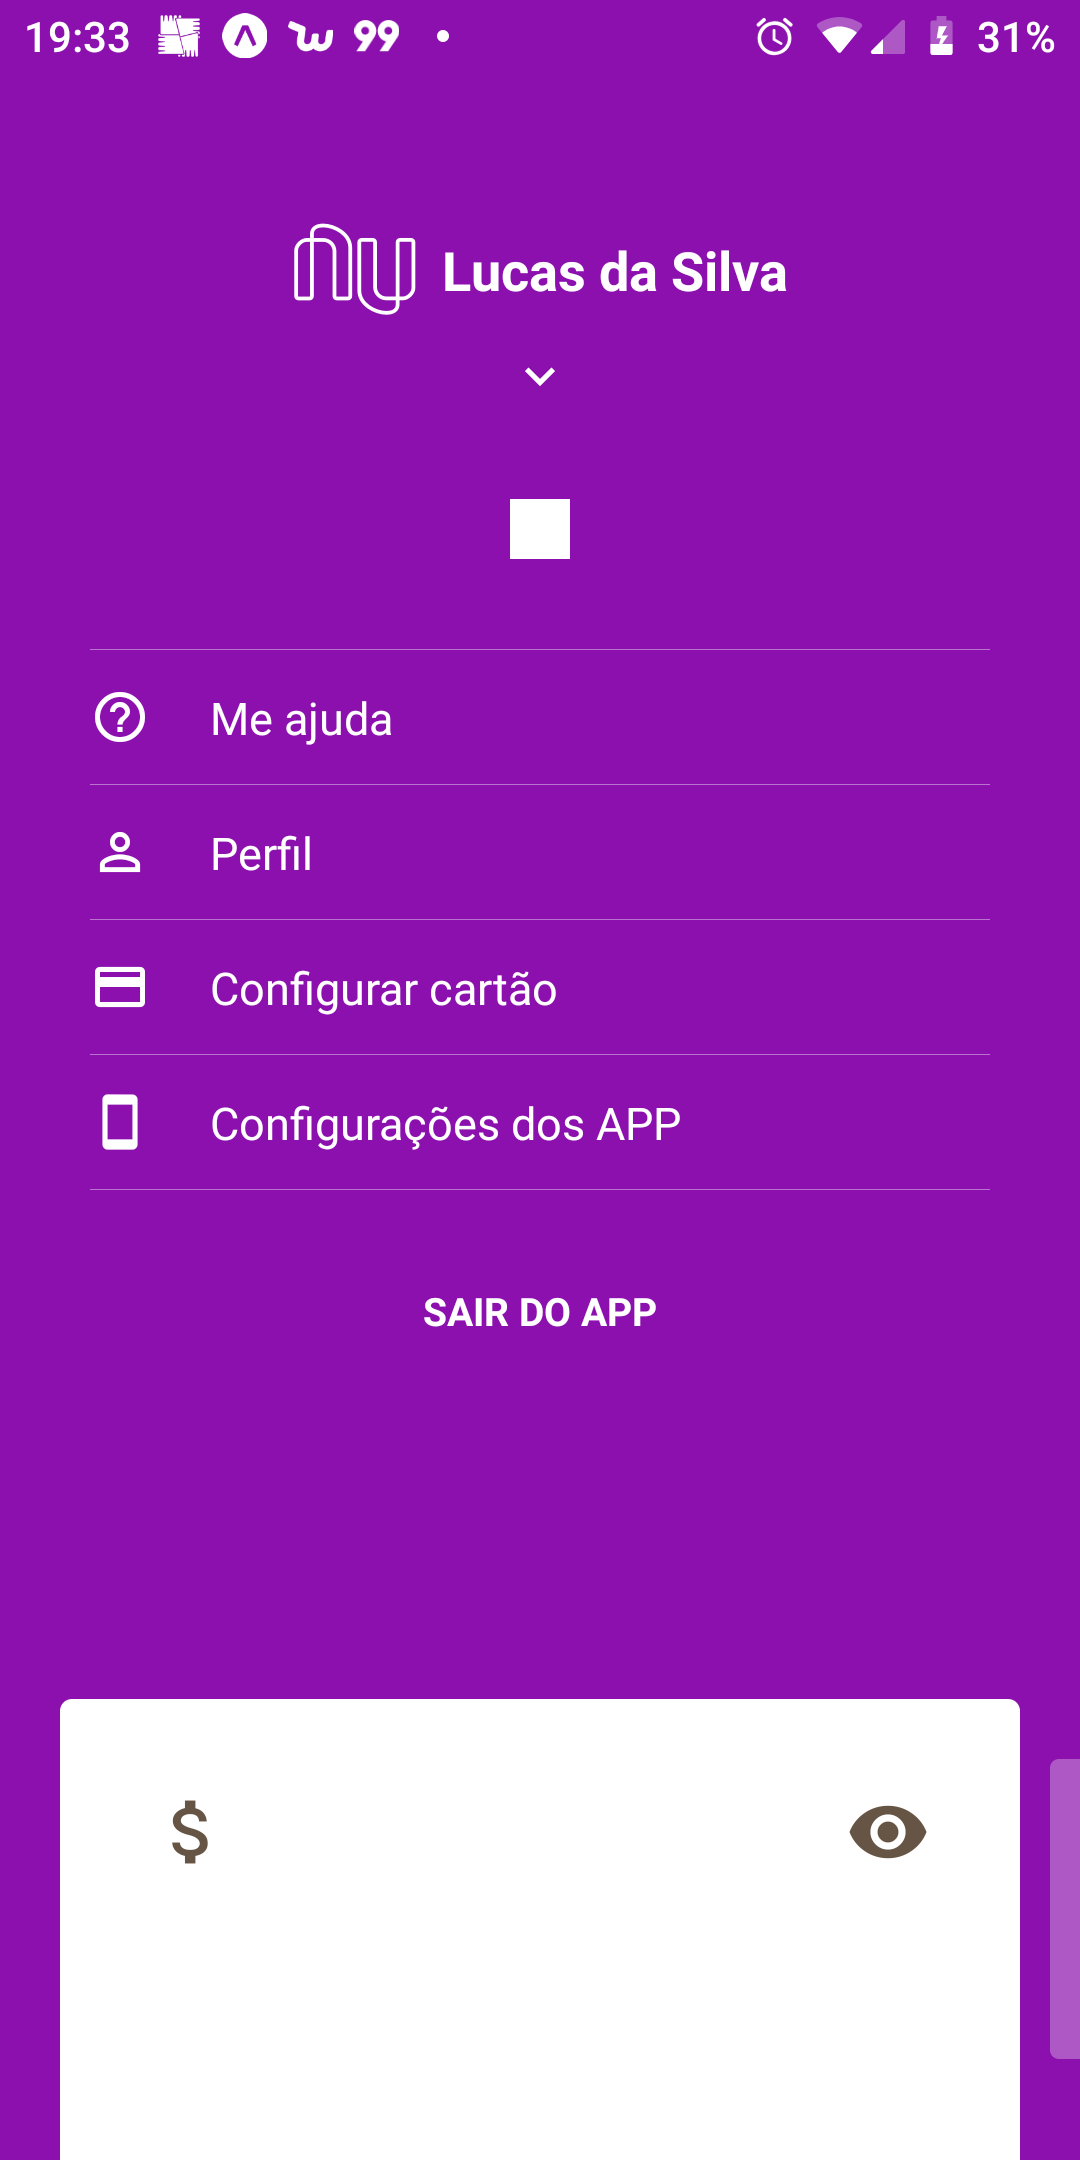 19:33 99 31%
nu Lucas da Silva
Me ajuda
Perfil
Configurar cartão
Configurações dos APP
SAIR DO APP
$